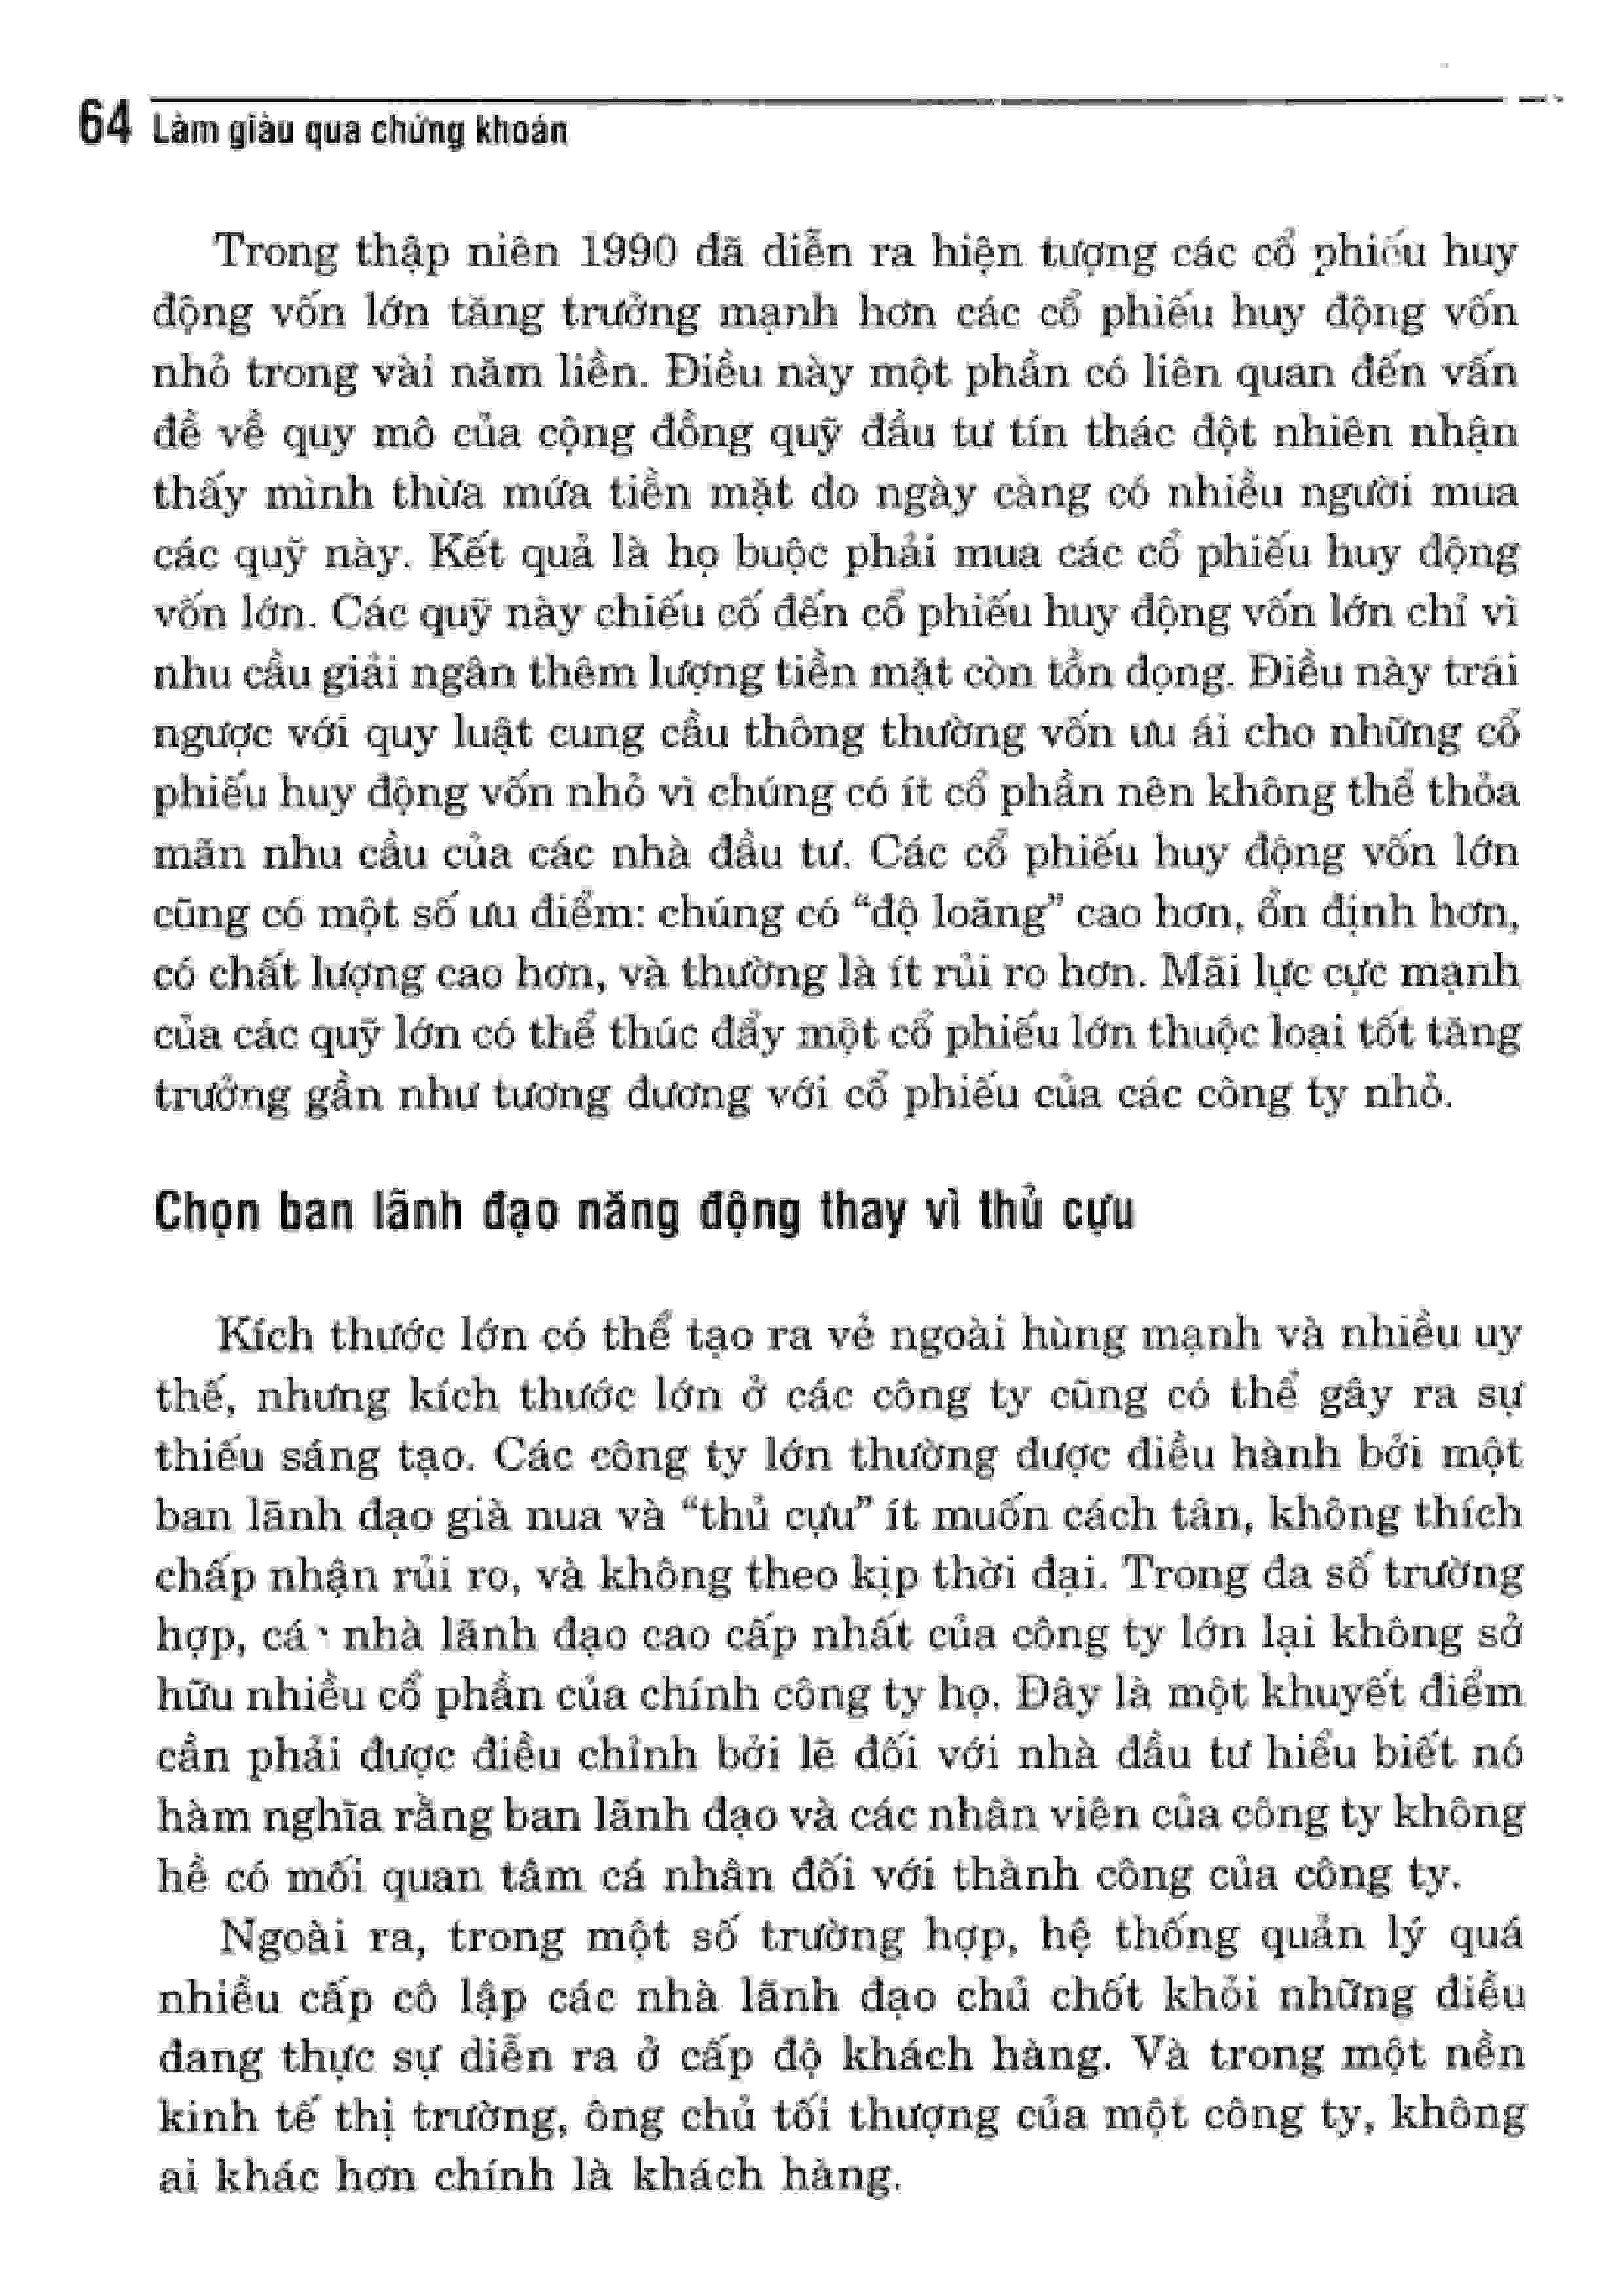 64 Làm giàu qua chứng khoán
Trong thập niên 1990 đã diễn ra hiện tượng các cổ phiếu huy
động vốn lớn tăng trưởng mạnh hơn các cổ phiếu huy động vốn
nhỏ trong vài năm liền. Điều này một phần có liên quan đến vấn
đề về quy mô của cộng đồng quỹ đầu tư tín thác đột nhiên nhận
thấy mình thừa mứa tiền mặt do ngày càng có nhiều người mua
các quỹ này. Kết quả là họ buộc phải mua các cổ phiếu huy động
vốn lớn. Các quỹ này chiếu cố đến cổ phiếu huy động vốn lớn chỉ vì
nhu cầu giải ngân thêm lượng tiền mặt còn tồn đọng. Điều này trái
ngược với quy luật cung cầu thông thường vốn ưu ái cho những cổ
phiếu huy động vốn nhỏ vì chúng có ít cổ phần nên không thể thỏa
mãn nhu cầu của các nhà đầu tư. Các cổ phiếu huy động vốn lớn
cũng có một số ưu điểm: chúng có “độ loãng” cao hơn, ổn định hơn,
có chất lượng cao hơn, và thường là ít rủi ro hơn. Mãi lực cực mạnh
của các quỹ lớn có thể thúc đẩy một cổ phiếu lớn thuộc loại tốt tăng
trưởng gần như tương đương với cổ phiếu của các công ty nhỏ.
Chọn ban lãnh đạo năng động thay vì thủ cựu
Kích thước lớn có thể tạo ra vẻ ngoài hùng mạnh và nhiều uy
thế, nhưng kích thước lớn ở các công ty cũng có thể gây ra sự
thiếu sáng tạo. Các công ty lớn thường được điều hành bởi một
ban lãnh đạo già nua và “thủ cựu” ít muốn cách tân, không thích
chấp nhận rủi ro, và không theo kịp thời đại. Trong đa số trường
hợp, các nhà lãnh đạo cao cấp nhất của công ty lớn lại không sở
hữu nhiều cổ phần của chính công ty họ. Đây là một khuyết điểm
cần phải được điều chỉnh bởi lẽ đối với nhà đầu tư hiểu biết nó
hàm nghĩa rằng ban lãnh đạo và các nhân viên của công ty không
hề có mối quan tâm cá nhân đối với thành công của công ty.
Ngoài ra, trong một số trường hợp, hệ thống quản lý quá
nhiều cấp cô lập các nhà lãnh đạo chủ chốt khỏi những điều
đang thực sự diễn ra ở cấp độ khách hàng. Và trong một nền
kinh tế thị trường, ông chủ tối thượng của một công ty, không
ai khác hơn chính là khách hàng.